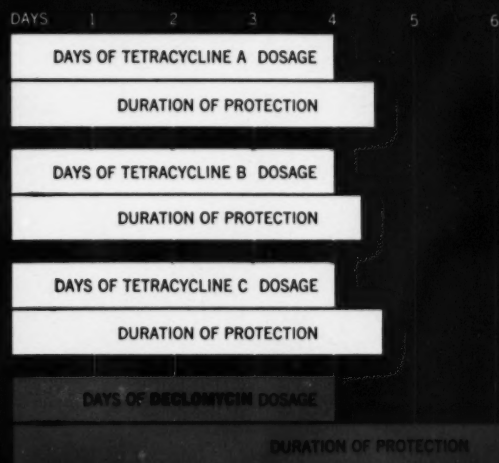 DAYS 1 2 3 4 5 6
DAYS OF TETRACYCLINE A DOSAGE
DURATION OF PROTECTION
DAYS OF TETRACYCLINE B DOSAGE
DURATION OF PROTECTION
DAYS OF TETRACYCLINE C DOSAGE
DURATION OF PROTECTION
DAYS OF DECLOMYCIN DOSAGE
DURATION OF PROTECTION